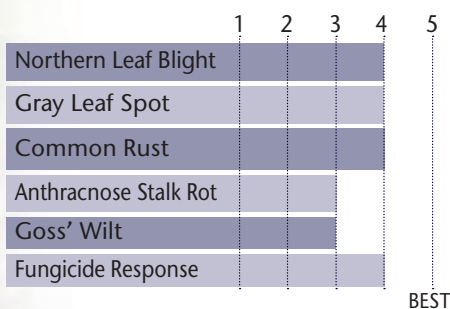 1 2 3 4 5
Northern Leaf Blight
Gray Leaf Spot
Common Rust
Anthracnose Stalk Rot
Goss’ Wilt
Fungicide Response
BEST